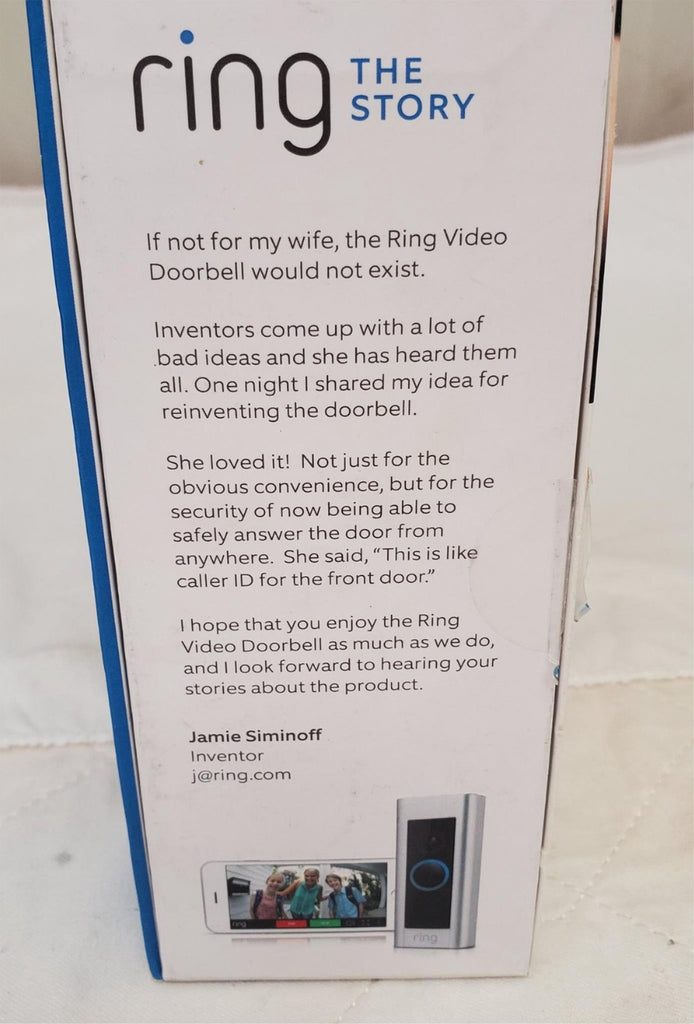 ring THE STORY
If not for my wife, the Ring Video
Doorbell would not exist.
Inventors come up with a lot of
bad ideas and she has heard them
all. One night I shared my idea for
reinventing the doorbell.
She loved it! Not just for the
obvious convenience, but for the
security of now being able to
safely answer the door from
anywhere. She said, “This is like
caller ID for the front door.”
I hope that you enjoy the Ring
Video Doorbell as much as we do,
and I look forward to hearing your
stories about the product.
Jamie Siminoff
Inventor
j@ring.com
ring
ring